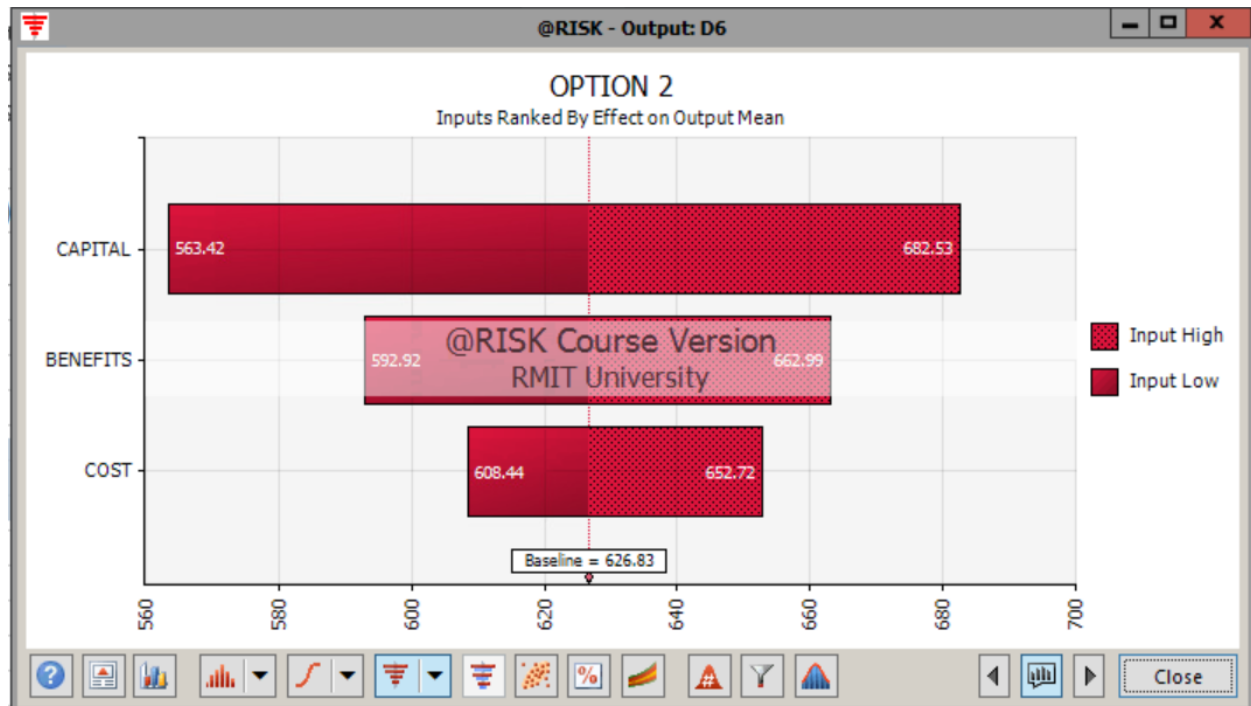 @RISK - Output: D6
OPTION 2
Inputs Ranked By Effect on Output Mean
CAPITAL
563.42
682.53
BENEFITS
592.92
662.99
@RISK Course Version
RMIT University
COST
608.44
652.72
Baseline = 626.83
560
580
600
620
640
660
680
700
Input High
Input Low
Close